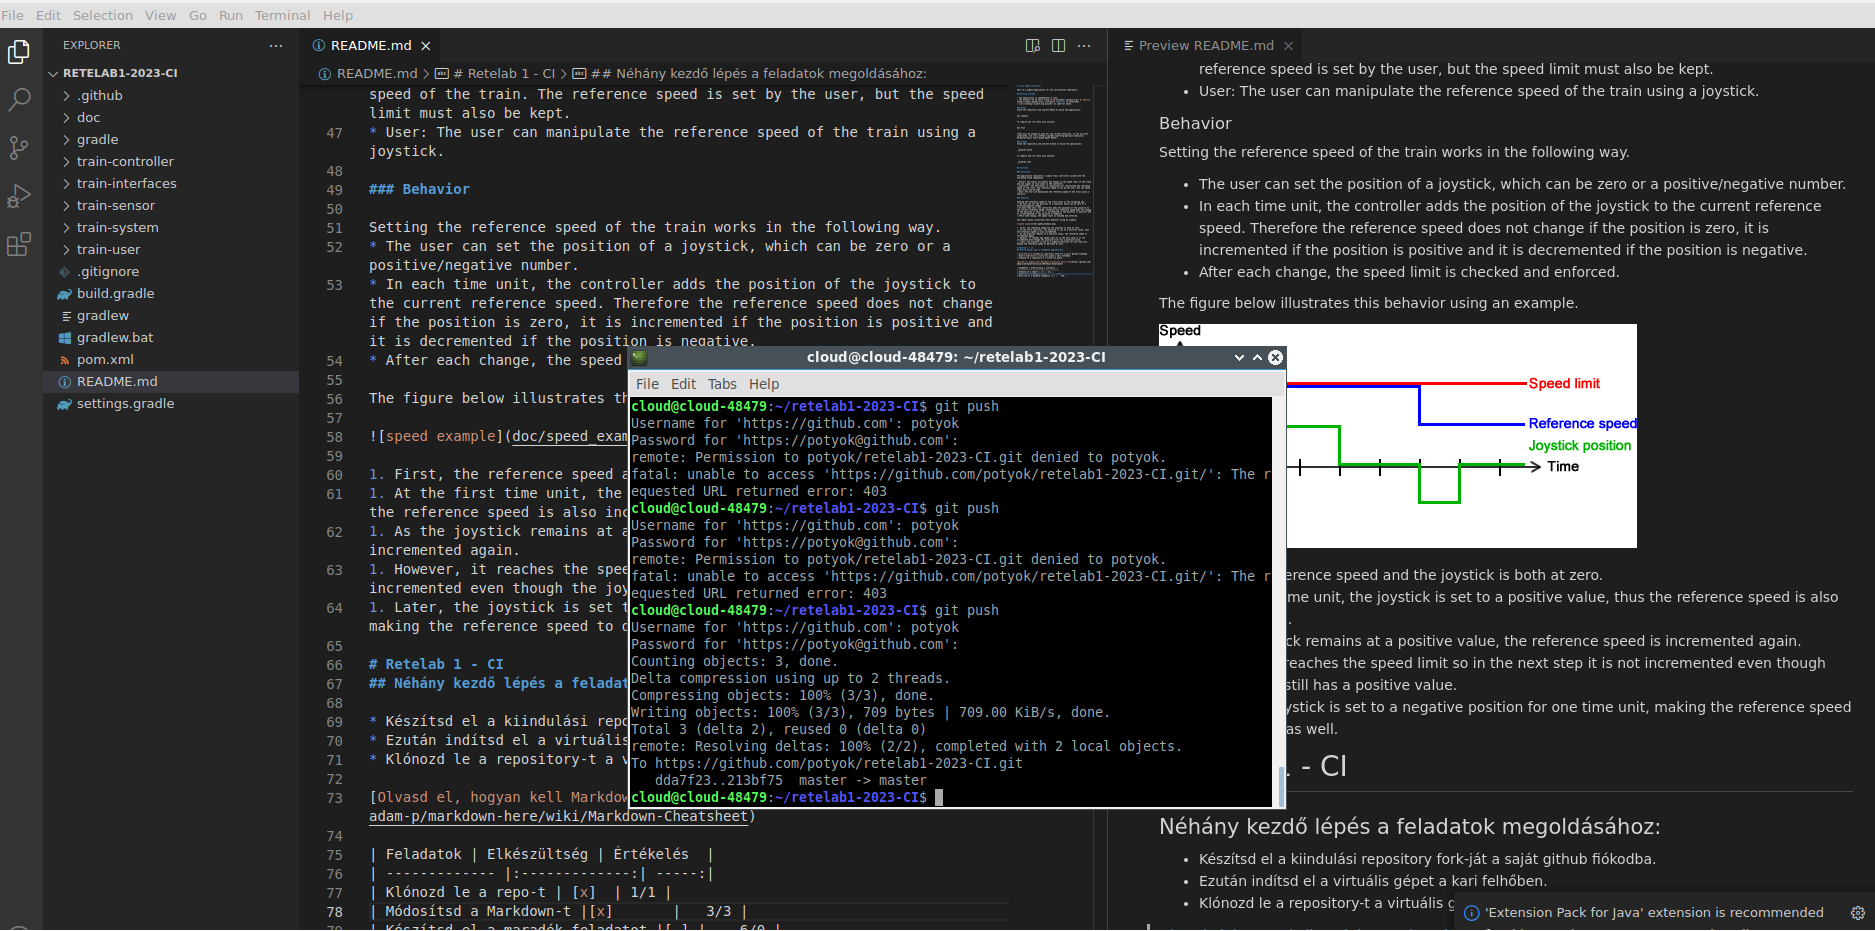 File Edit Selection View Go Run Terminal Help
EXPLORER
RETELAB1-2023-CI
.github
doc
gradle
train-controller
train-interfaces
train-sensor
train-system
train-user
.gitignore
build.gradle
gradlew
gradlew.bat
pom.xml
README.md
settings.gradle
README.md
README.md > # Retelab 1 - CI > ## Néhány kezdő lépés a feladatok megoldásához:
speed of the train. The reference speed is set by the user, but the speed
limit must also be kept.
47 * User: The user can manipulate the reference speed of the train using a
joystick.
48
49 ### Behavior
50
51 Setting the reference speed of the train works in the following way.
52 * The user can set the position of a joystick, which can be zero or a
positive/negative number.
53 * In each time unit, the controller adds the position of the joystick to
the current reference speed. Therefore the reference speed does not change
if the position is zero, it is incremented if the position is positive and
it is decremented if the position is negative.
54 * After each change, the speed
55
56 The figure below illustrates th
57
58 ![speed example](doc/speed_exam
59
60 1. First, the reference speed a
61 1. At the first time unit, the
the reference speed is also inc
62 1. As the joystick remains at a
incremented again.
63 1. However, it reaches the spee
incremented even though the joy
64 1. Later, the joystick is set t
making the reference speed to d
65
66 # Retelab 1 - CI
67 ## Néhány kezdő lépés a feladat
68
69 * Készítsd el a kiindulási repo
70 * Ezután indítsd el a virtuális
71 * Klónozd le a repository-t a v
72
73 [Olvasd el, hogyan kell Markdow
adam-p/markdown-here/wiki/Markdown-Cheatsheet)
74
75 | Feladatok | Elkészültség | Értékelés |
76 | ------------- |:-------------:| -----:|
77 | Klónozd le a repo-t | [x] | 1/1 |
78 | Módosítsd a Markdown-t |[x] | 3/3 |
cloud@cloud-48479: ~/retelab1-2023-CI
File Edit Tabs Help
cloud@cloud-48479:~/retelab1-2023-CI$ git push
Username for 'https://github.com': potyok
Password for 'https://potyok@github.com':
remote: Permission to potyok/retelab1-2023-CI.git denied to potyok.
fatal: unable to access 'https://github.com/potyok/retelab1-2023-CI.git/': The r
equested URL returned error: 403
cloud@cloud-48479:~/retelab1-2023-CI$ git push
Username for 'https://github.com': potyok
Password for 'https://potyok@github.com':
remote: Permission to potyok/retelab1-2023-CI.git denied to potyok.
fatal: unable to access 'https://github.com/potyok/retelab1-2023-CI.git/': The r
equested URL returned error: 403
cloud@cloud-48479:~/retelab1-2023-CI$ git push
Username for 'https://github.com': potyok
Password for 'https://potyok@github.com':
Counting objects: 3, done.
Delta compression using up to 2 threads.
Compressing objects: 100% (3/3), done.
Writing objects: 100% (3/3), 709 bytes | 709.00 KiB/s, done.
Total 3 (delta 2), reused 0 (delta 0)
remote: Resolving deltas: 100% (2/2), completed with 2 local objects.
To https://github.com/potyok/retelab1-2023-CI.git
dda7f23..213bf75 master -> master
cloud@cloud-48479:~/retelab1-2023-CI$
Preview README.md
reference speed is set by the user, but the speed limit must also be kept.
• User: The user can manipulate the reference speed of the train using a joystick.
Behavior
Setting the reference speed of the train works in the following way.
• The user can set the position of a joystick, which can be zero or a positive/negative number.
• In each time unit, the controller adds the position of the joystick to the current reference
speed. Therefore the reference speed does not change if the position is zero, it is
incremented if the position is positive and it is decremented if the position is negative.
• After each change, the speed limit is checked and enforced.
The figure below illustrates this behavior using an example.
Speed
Speed limit
Reference speed
Joystick position
Time
erence speed and the joystick is both at zero.
me unit, the joystick is set to a positive value, thus the reference speed is also
.
ck remains at a positive value, the reference speed is incremented again.
reaches the speed limit so in the next step it is not incremented even though
still has a positive value.
ystick is set to a negative position for one time unit, making the reference speed
as well.
. - CI
Néhány kezdő lépés a feladatok megoldásához:
• Készítsd el a kiindulási repository fork-ját a saját github fiókodba.
• Ezután indítsd el a virtuális gépet a kari felhőben.
• Klónozd le a repository-t a virtuális g
'Extension Pack for Java' extension is recommended